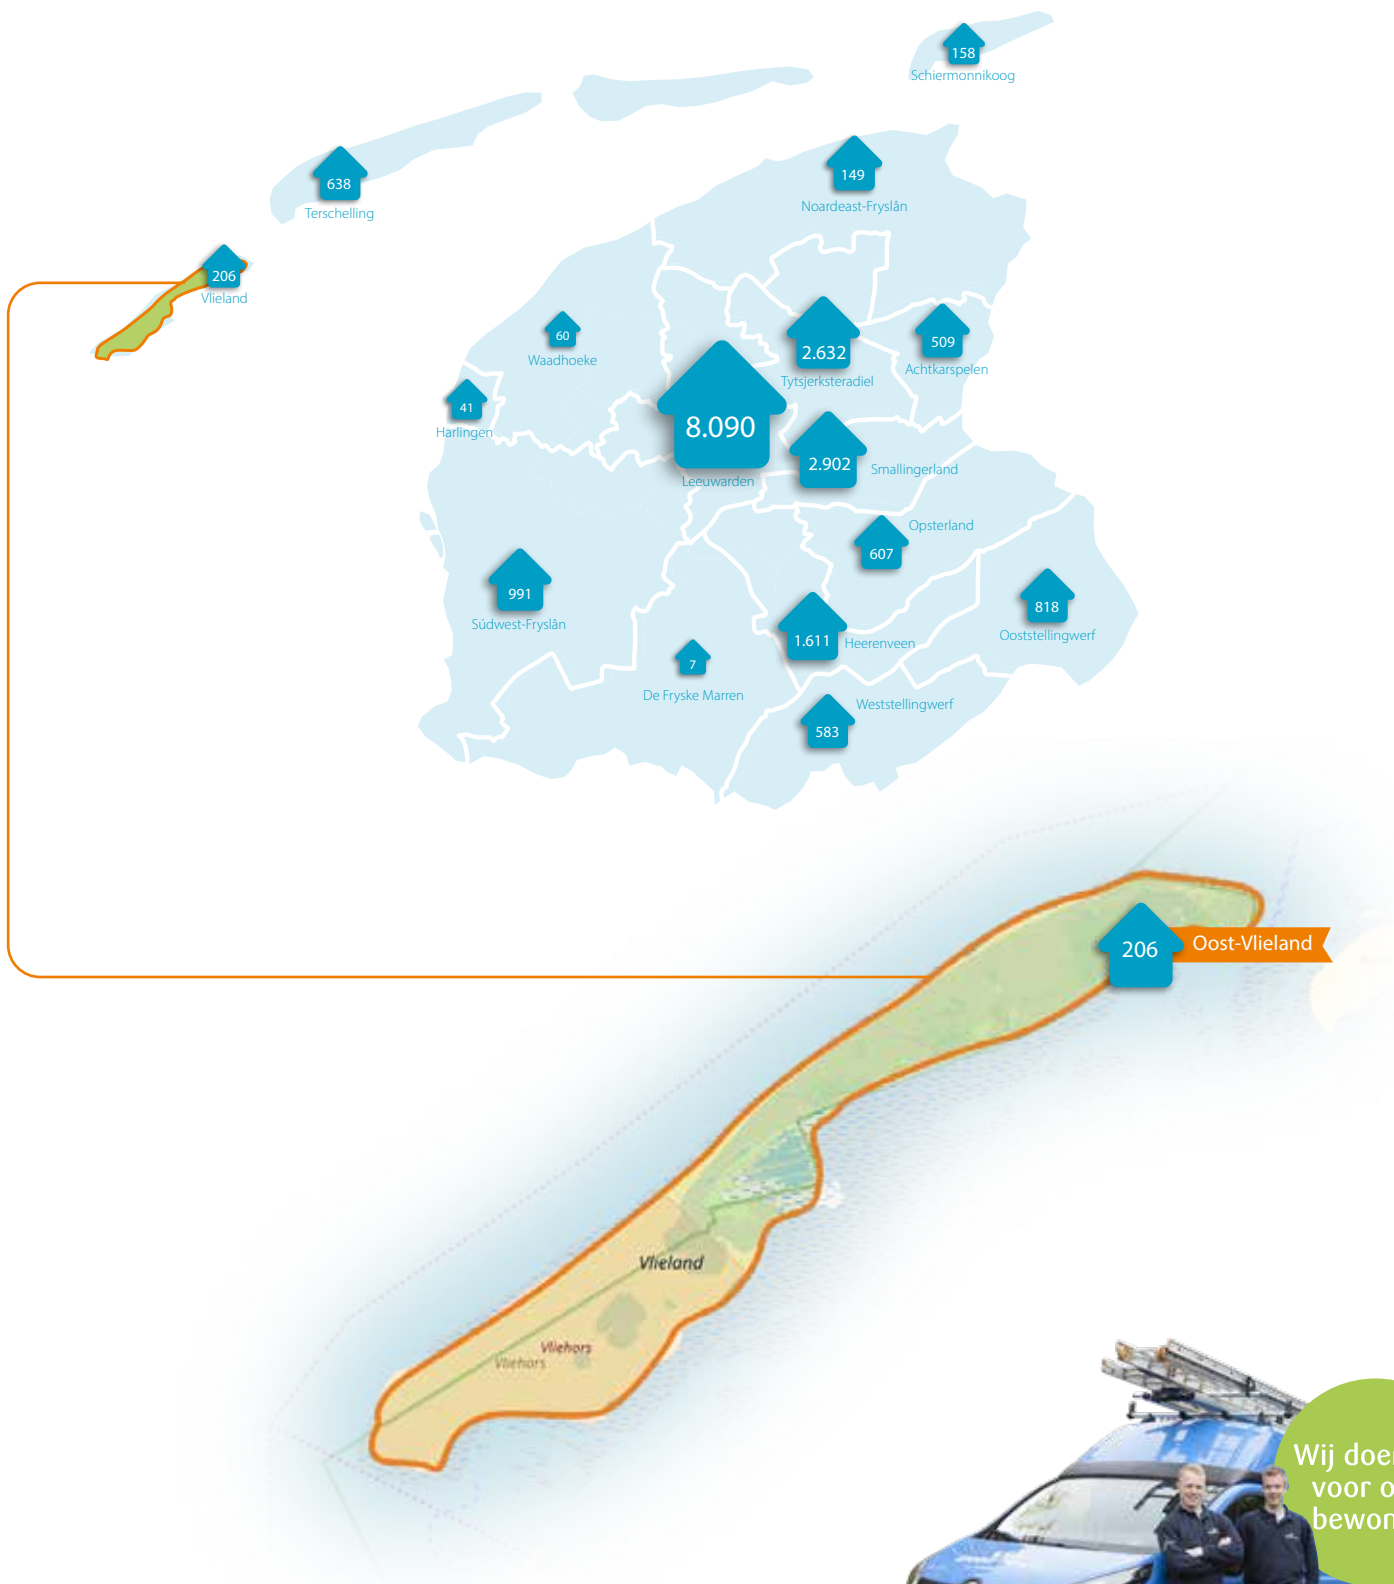 158
Schiermonnikoog
149
Noardeast-Fryslân
638
Terschelling
206
Vlieland
60
Waadhoeke
2.632
Tytsjerksteradiel
509
Achtkarspelen
41
Harlingen
8.090
Leeuwarden
2.902
Smallingerland
Opsterland
607
991
Súdwest-Fryslân
818
Ooststellingwerf
1.611
Heerenveen
7
De Fryske Marren
Weststellingwerf
583
206
Oost-Vlieland
Vlieland
Vliehors
Vliehors
Wij doe
voor o
bewon